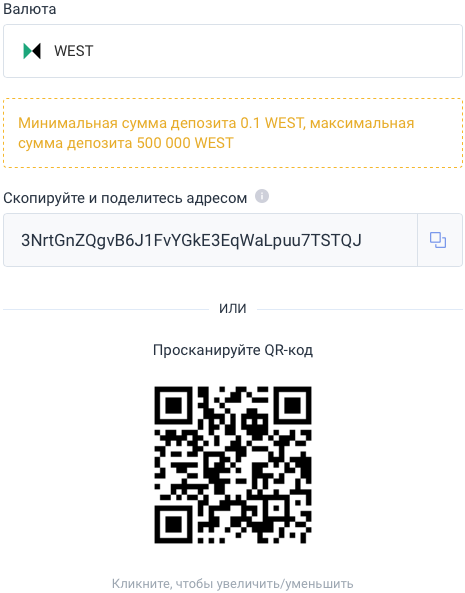 Валюта
WEST
Минимальная сумма депозита 0.1 WEST, максимальная
сумма депозита 500 000 WEST
Скопируйте и поделитесь адресом
3NrtGnZQgvB6J1FvYGkE3EqWaLpuu7TSTQJ
ИЛИ
Просканируйте QR-код
Кликните, чтобы увеличить/уменьшить